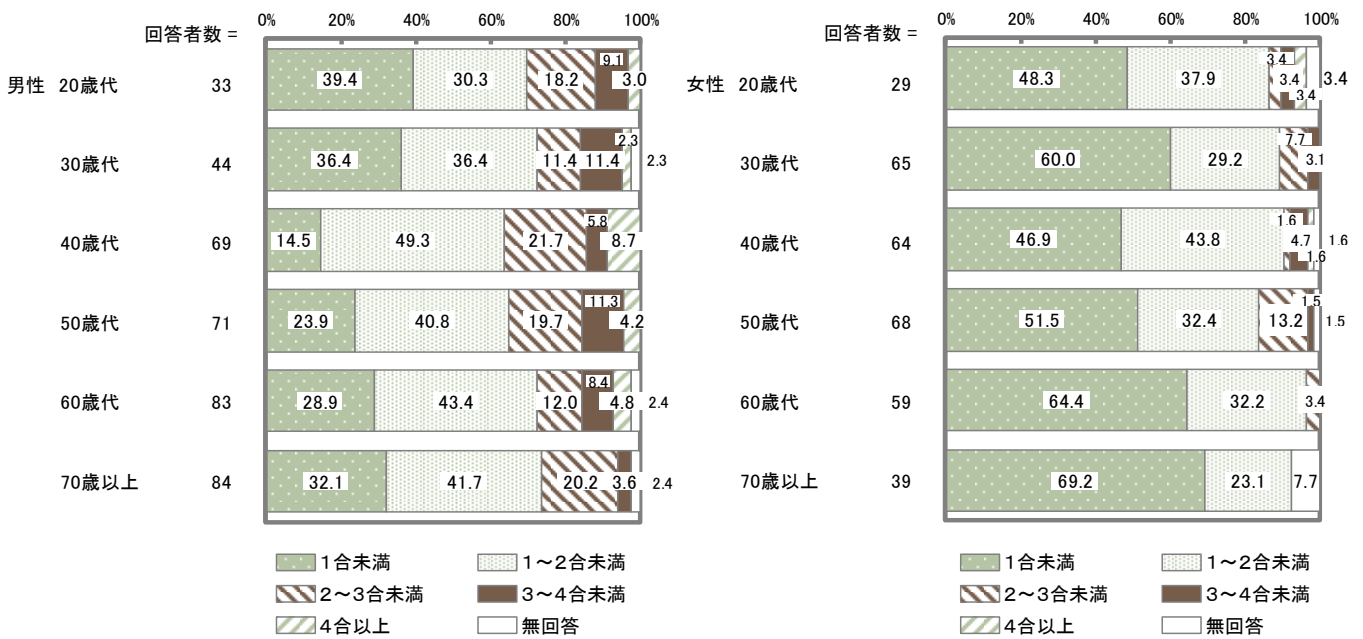 0% 20% 40% 60% 80% 100%
回答者数 =
男性 20歳代 33 39.4 30.3 18.2 9.1 3.0
30歳代 44 36.4 36.4 11.4 11.4 2.3 2.3
40歳代 69 14.5 49.3 21.7 5.8 8.7
50歳代 71 23.9 40.8 19.7 11.3 4.2
60歳代 83 28.9 43.4 12.0 8.4 4.8 2.4
70歳以上 84 32.1 41.7 20.2 3.6 2.4
1合未満 1～2合未満
2～3合未満 3～4合未満
4合以上 無回答
0% 20% 40% 60% 80% 100%
回答者数 =
女性 20歳代 29 48.3 37.9 3.4 3.4 3.4 3.4
30歳代 65 60.0 29.2 7.7 3.1
40歳代 64 46.9 43.8 1.6 4.7 1.6 1.6
50歳代 68 51.5 32.4 13.2 1.5 1.5
60歳代 59 64.4 32.2 3.4
70歳以上 39 69.2 23.1 7.7
1合未満 1～2合未満
2～3合未満 3～4合未満
4合以上 無回答